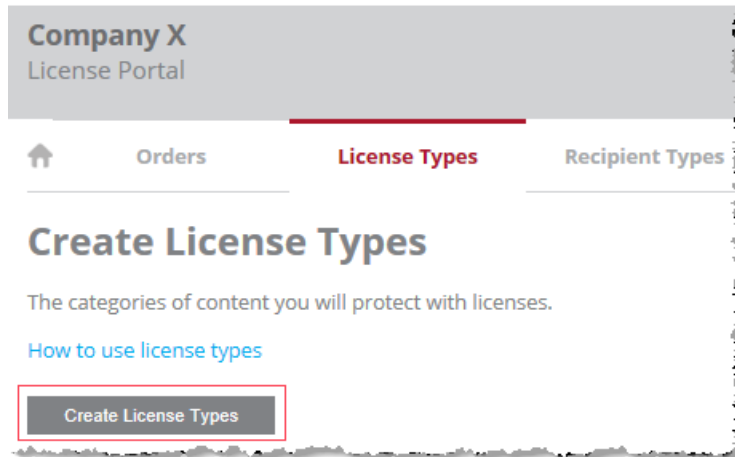 Company X
License Portal
Orders License Types Recipient Types
Create License Types
The categories of content you will protect with licenses.
How to use license types
Create License Types